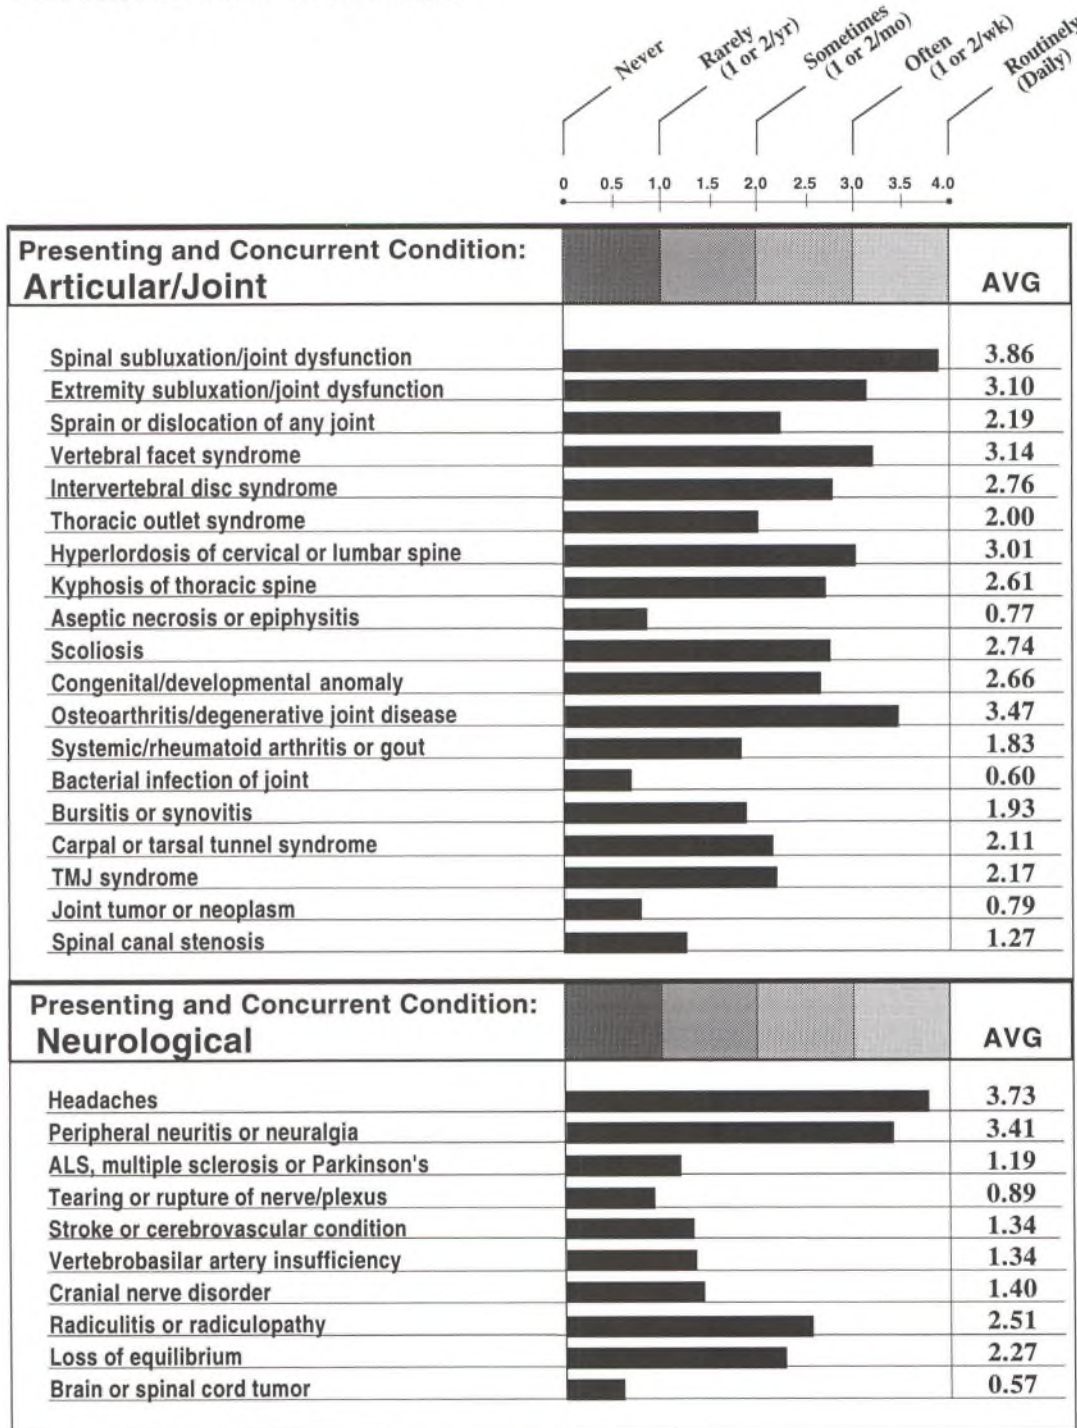 Never
Rarely
(1 or 2/yr)
Sometimes
(1 or 2/mo)
Often
(1 or 2/wk)
Routinely
(Daily)
0 0.5 1.0 1.5 2.0 2.5 3.0 3.5 4.0
Presenting and Concurrent Condition:
Articular/Joint AVG
Spinal subluxation/joint dysfunction 3.86
Extremity subluxation/joint dysfunction 3.10
Sprain or dislocation of any joint 2.19
Vertebral facet syndrome 3.14
Intervertebral disc syndrome 2.76
Thoracic outlet syndrome 2.00
Hyperlordosis of cervical or lumbar spine 3.01
Kyphosis of thoracic spine 2.61
Aseptic necrosis or epiphysitis 0.77
Scoliosis 2.74
Congenital/developmental anomaly 2.66
Osteoarthritis/degenerative joint disease 3.47
Systemic/rheumatoid arthritis or gout 1.83
Bacterial infection of joint 0.60
Bursitis or synovitis 1.93
Carpal or tarsal tunnel syndrome 2.11
TMJ syndrome 2.17
Joint tumor or neoplasm 0.79
Spinal canal stenosis 1.27
Presenting and Concurrent Condition:
Neurological AVG
Headaches 3.73
Peripheral neuritis or neuralgia 3.41
ALS, multiple sclerosis or Parkinson's 1.19
Tearing or rupture of nerve/plexus 0.89
Stroke or cerebrovascular condition 1.34
Vertebrobasilar artery insufficiency 1.34
Cranial nerve disorder 1.40
Radiculitis or radiculopathy 2.51
Loss of equilibrium 2.27
Brain or spinal cord tumor 0.57